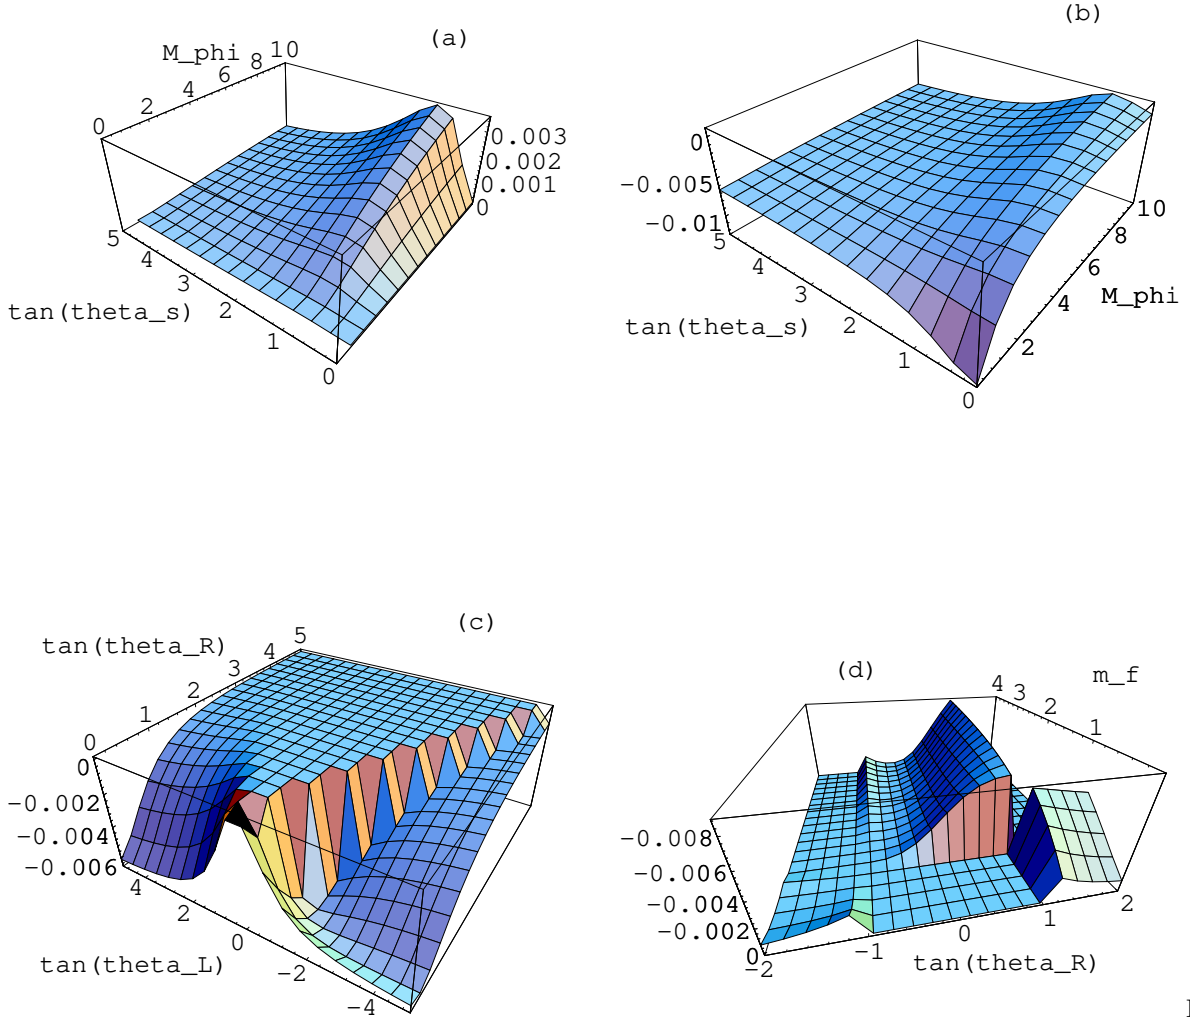 (a)
M_phi
0 2 4 6 8 10
0.003
0.002
0.001
0
5 4 3 2 1 0
tan(theta_s)
(b)
0
−0.005
−0.01
5 4 3 2 1 0
tan(theta_s)
2 4 6 8 10
M_phi
(c)
tan(theta_R)
0 1 2 3 4 5
0
−0.002
−0.004
−0.006
4 2 0 −2 −4
tan(theta_L)
(d)
m_f
4 3 2 1
−0.008
−0.006
−0.004
−0.002
0
−2 −1 0 1 2
tan(theta_R)